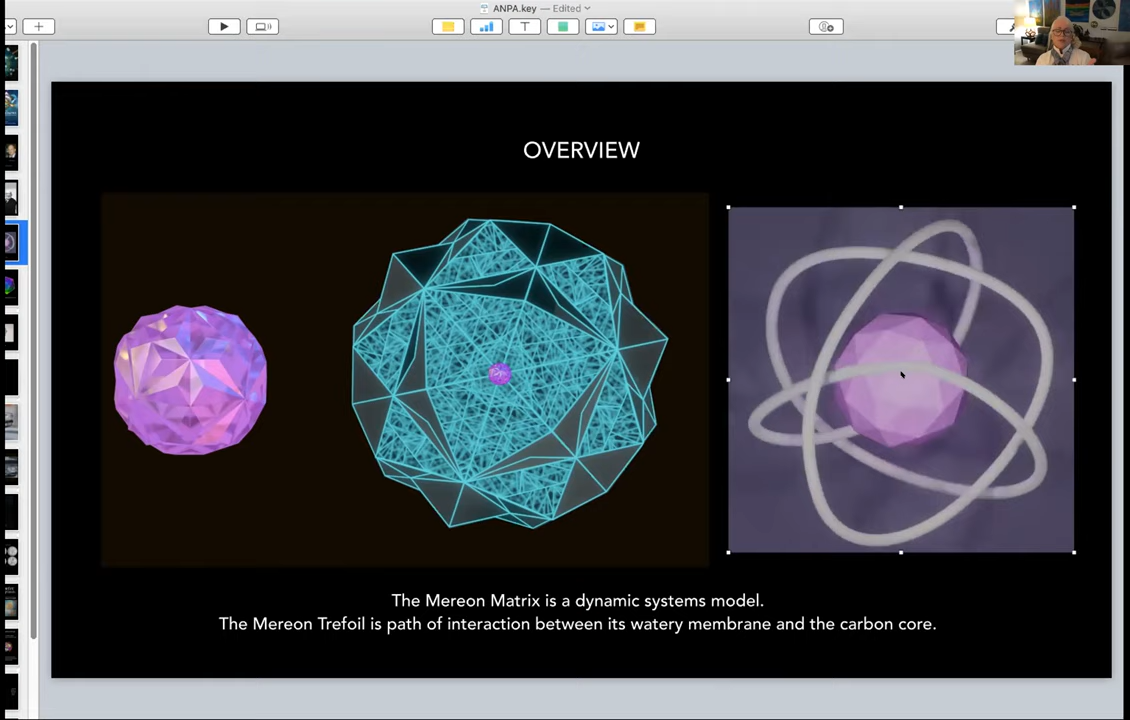 ANPA.key — Edited
OVERVIEW
The Mereon Matrix is a dynamic systems model.
The Mereon Trefoil is path of interaction between its watery membrane and the carbon core.